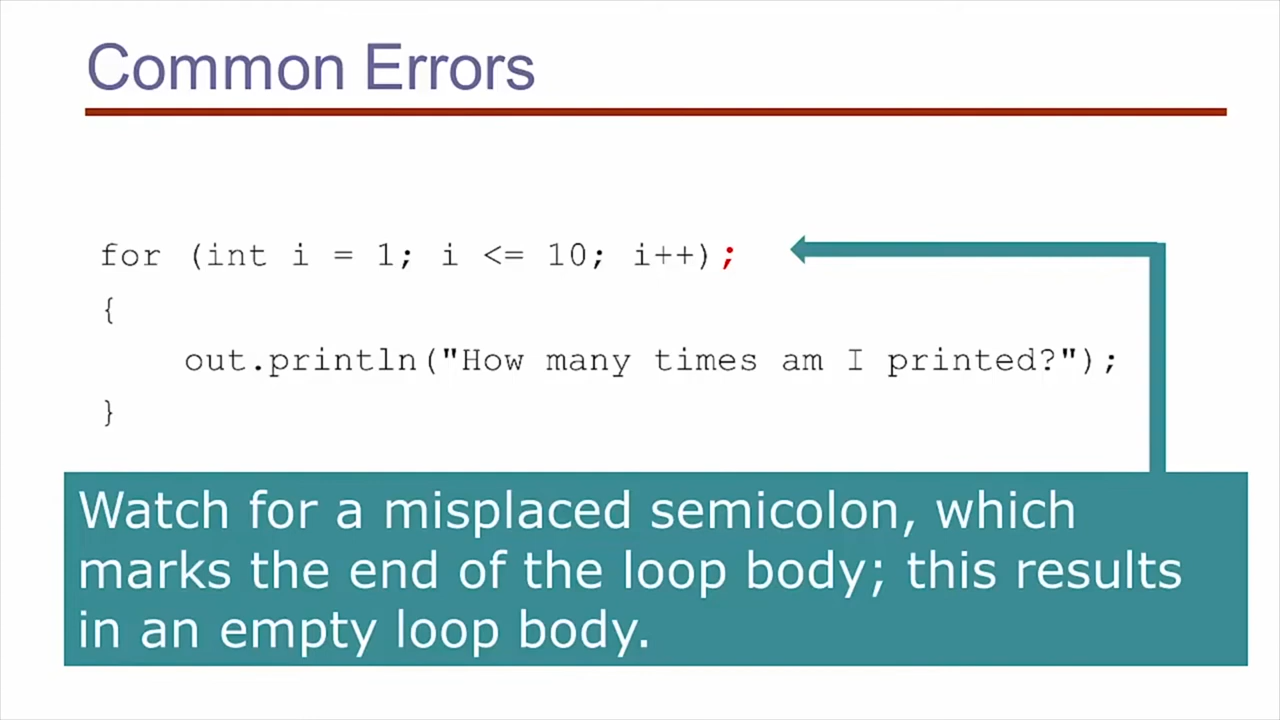 Common Errors
for (int i = 1; i <= 10; i++);
{
out.println("How many times am I printed?");
}
Watch for a misplaced semicolon, which
marks the end of the loop body; this results
in an empty loop body.